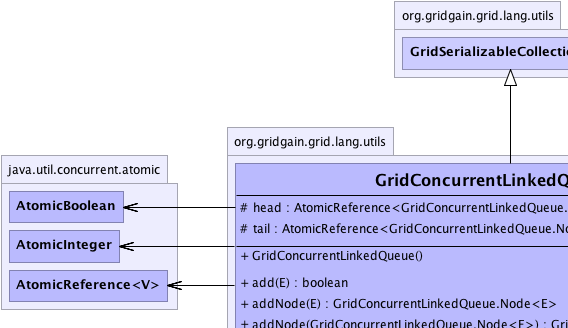 org.gridgain.grid.lang.utils
GridSerializableCollectio
org.gridgain.grid.lang.utils
java.util.concurrent.atomic
GridConcurrentLinkedQ
AtomicBoolean
# head : AtomicReference<GridConcurrentLinkedQueue.
# tail : AtomicReference<GridConcurrentLinkedQueue.No
AtomicInteger
+ GridConcurrentLinkedQueue()
AtomicReference<V>
+ add(E) : boolean
+ addNode(E) : GridConcurrentLinkedQueue.Node<E>
+ addNode(GridConcurrentLinkedQueue.Node<E>) : Gri